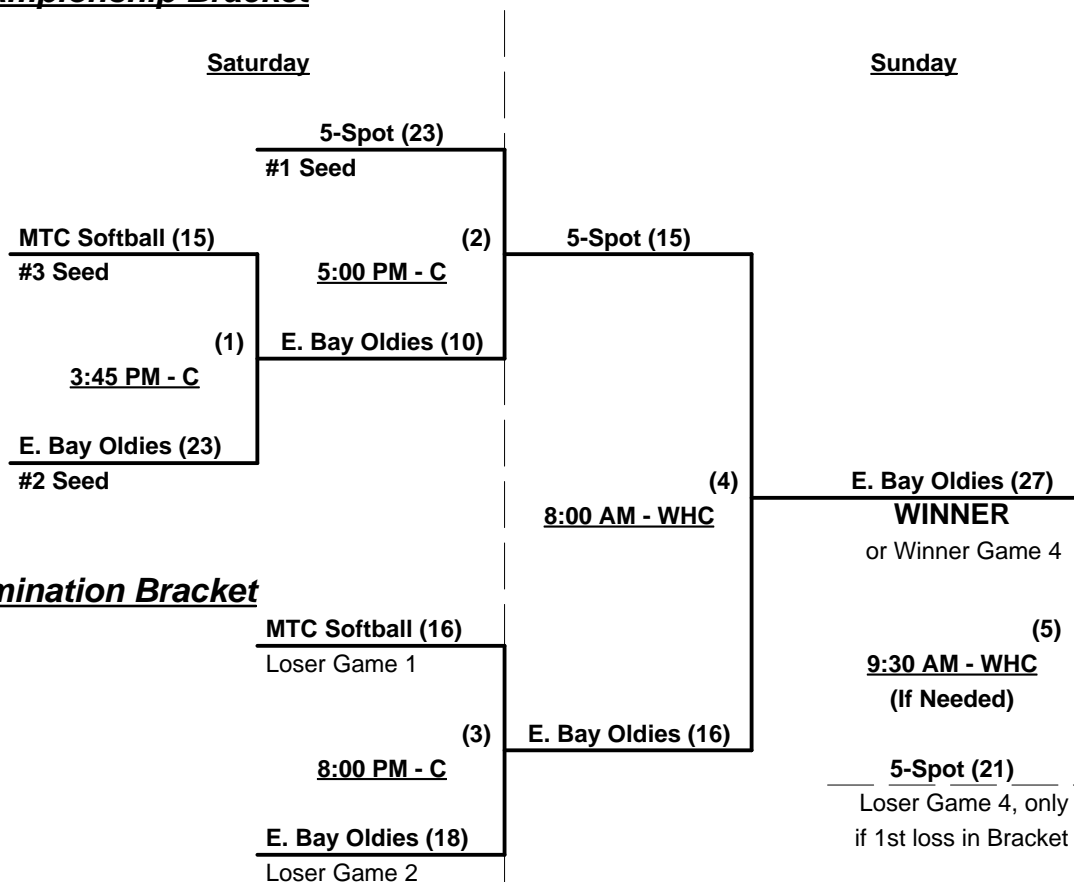 Saturday
Sunday
5-Spot (23)
#1 Seed
MTC Softball (15)
(2)
5-Spot (15)
#3 Seed
5:00 PM - C
(1)
E. Bay Oldies (10)
3:45 PM - C
E. Bay Oldies (23)
#2 Seed
(4)
E. Bay Oldies (27)
8:00 AM - WHC
WINNER
or Winner Game 4
mination Bracket
MTC Softball (16)
(5)
Loser Game 1
9:30 AM - WHC
(If Needed)
(3)
E. Bay Oldies (16)
8:00 PM - C
5-Spot (21)
Loser Game 4, only
E. Bay Oldies (18)
if 1st loss in Bracket
Loser Game 2